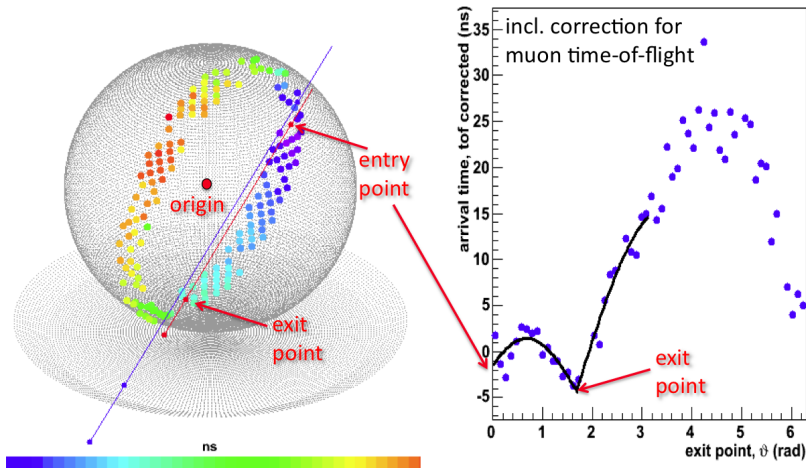 origin
entry
point
exit
point
ns
incl. correction for
muon time-of-flight
arrival time, tof corrected (ns)
35
30
25
20
15
10
5
0
-5
0 1 2 3 4 5 6
exit point, ϑ (rad)
exit
point